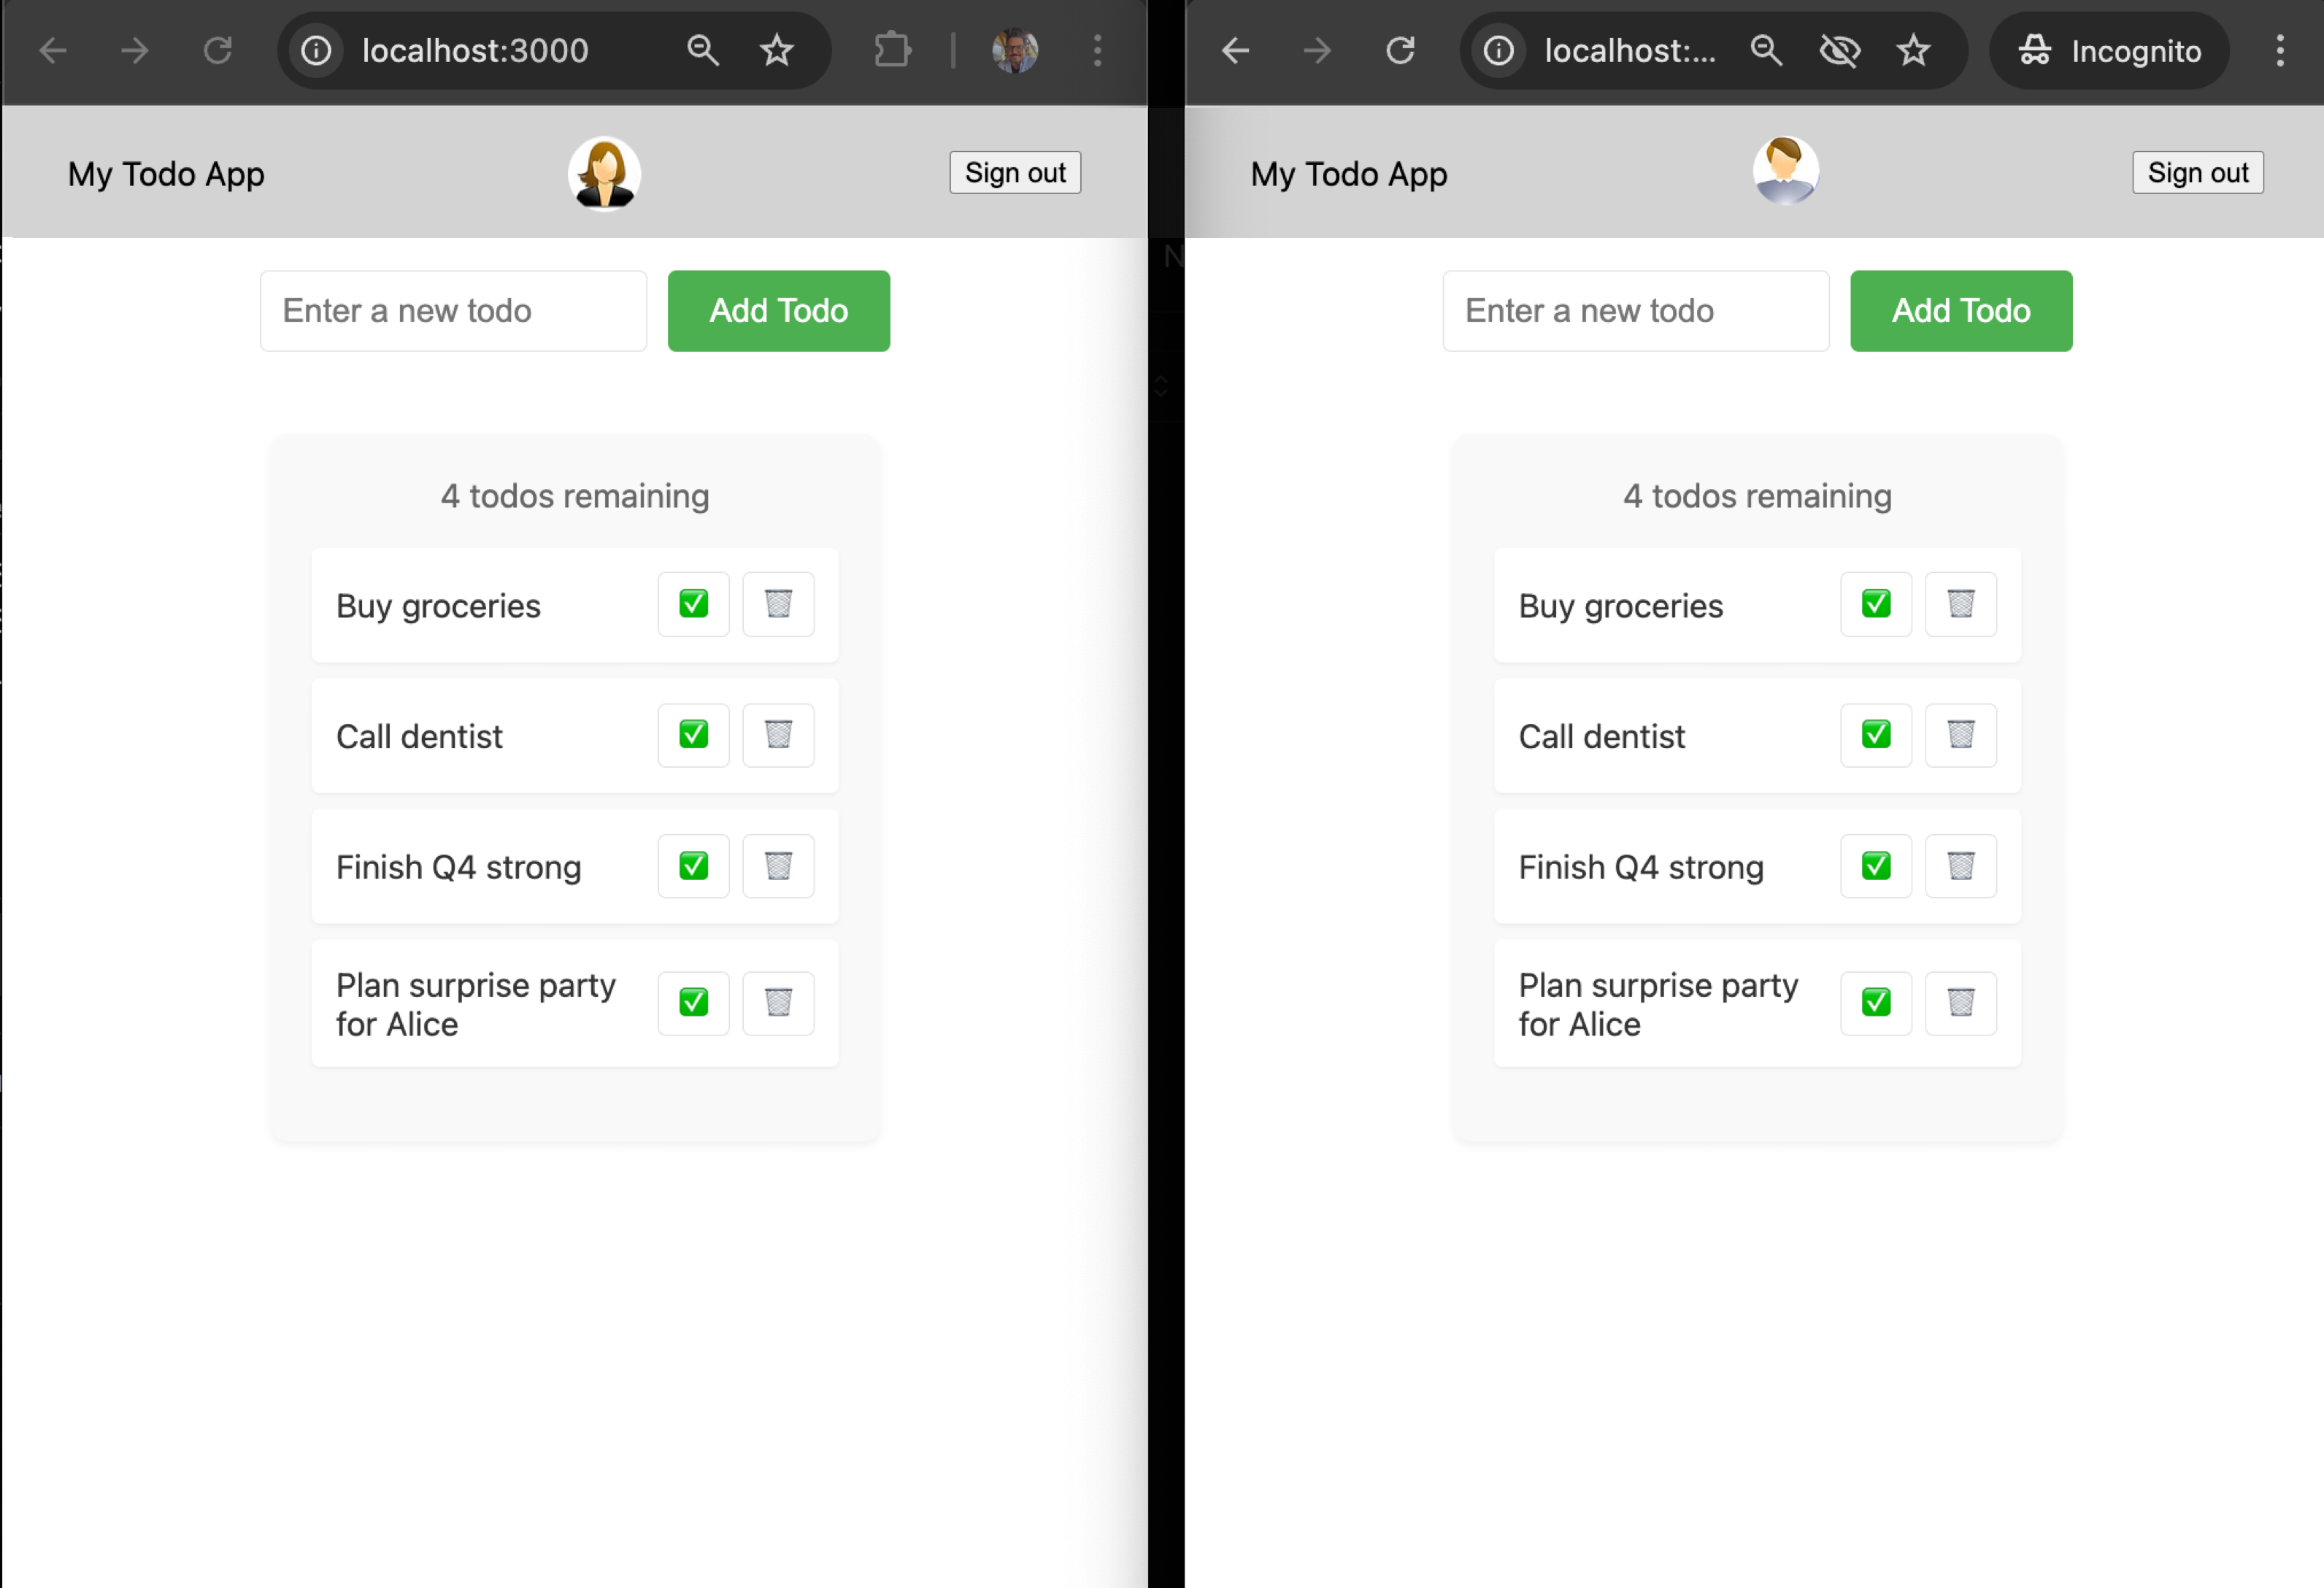 localhost:3000
My Todo App
Sign out
Enter a new todo
Add Todo
4 todos remaining
Buy groceries
Call dentist
Finish Q4 strong
Plan surprise party
for Alice
N
localhost:...
Incognito
My Todo App
Sign out
Enter a new todo
Add Todo
4 todos remaining
Buy groceries
Call dentist
Finish Q4 strong
Plan surprise party
for Alice